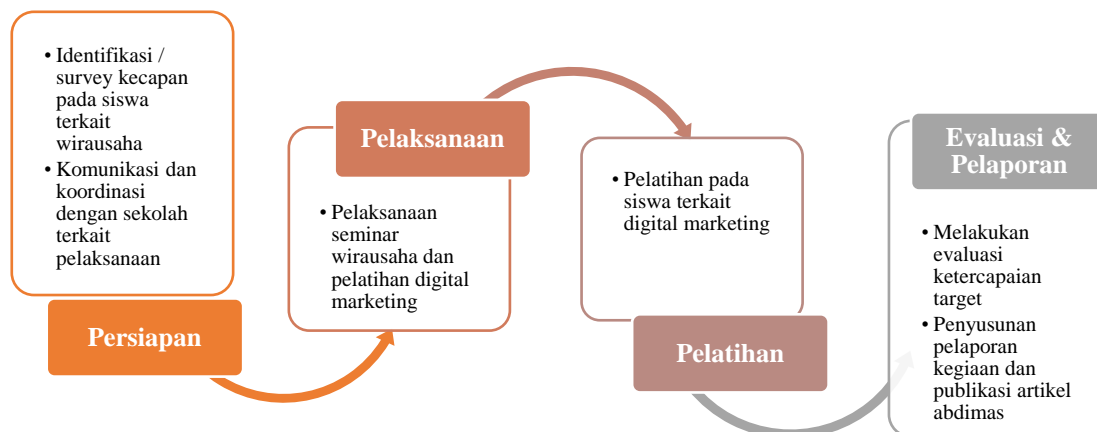 • Identifikasi /
survey kecapan
pada siswa
terkait
wirausaha
• Komunikasi dan
koordinasi
dengan sekolah
terkait
pelaksanaan
Persiapan
Pelaksanaan
• Pelaksanaan
seminar
wirausaha dan
pelatihan digital
marketing
• Pelatihan pada
siswa terkait
digital marketing
Pelatihan
Evaluasi &
Pelaporan
• Melakukan
evaluasi
ketercapaian
target
• Penyusunan
pelaporan
kegiaan dan
publikasi artikel
abdimas